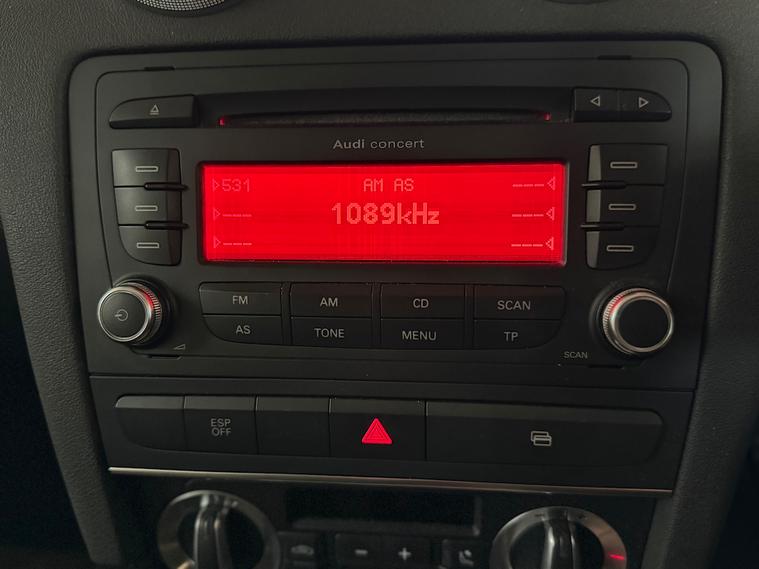 Audi concert
531 AM AS ---
--- 1089kHz ---
--- ---
FM AM CD SCAN
AS TONE MENU TP
SCAN
ESP
OFF
- +